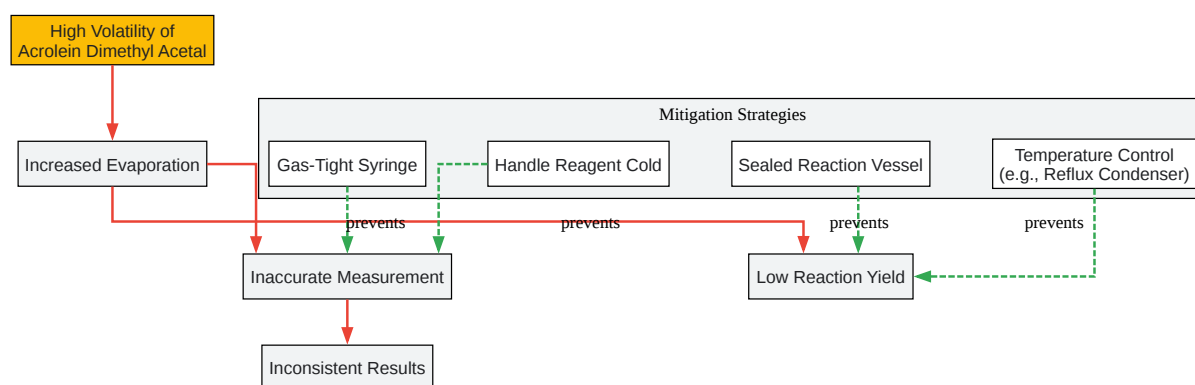 High Volatility of
Acrolein Dimethyl Acetal
Mitigation Strategies
Increased Evaporation
Gas-Tight Syringe
Handle Reagent Cold
Sealed Reaction Vessel
Temperature Control
(e.g., Reflux Condenser)
prevents
prevents
prevents
prevents
Inaccurate Measurement
Low Reaction Yield
Inconsistent Results